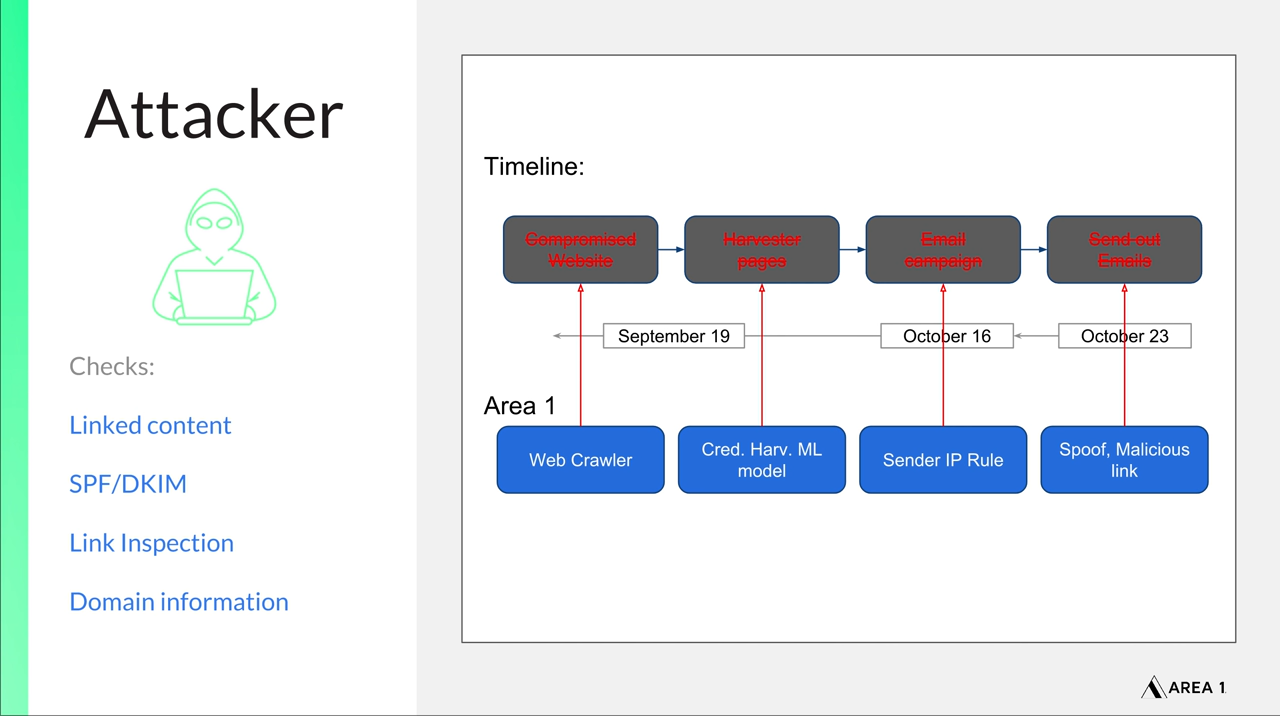 Attacker
Checks:
Linked content
SPF/DKIM
Link Inspection
Domain information
Timeline:
Compromised
Website
Harvester
pages
Email
campaign
Send out
Emails
September 19
October 16
October 23
Area 1
Web Crawler
Cred. Harv. ML
model
Sender IP Rule
Spoof, Malicious
link
AREA 1